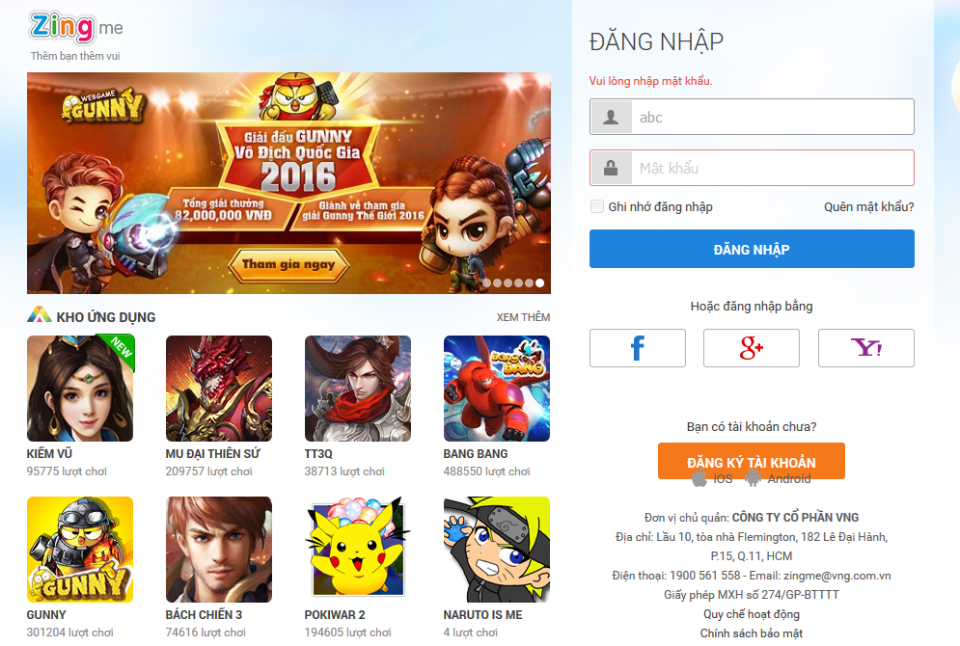 Zing me
Thêm bạn thêm vui
WEBGAME
GUNNY
Giải đấu GUNNY
Vô Địch Quốc Gia
2016
Tổng giải thưởng
82,000,000 VNĐ
Giành vé tham gia
giải Gunny Thế Giới 2016
Tham gia ngay
KHO ỨNG DỤNG
XEM THÊM
NEW
KIẾM VŨ
95775 lượt chơi
MU ĐẠI THIÊN SỨ
209757 lượt chơi
TT3Q
38713 lượt chơi
BANG BANG
BANG BANG
488550 lượt chơi
GUNNY
GUNNY
301204 lượt chơi
BÁCH CHIẾN 3
74616 lượt chơi
POKIWAR 2
194605 lượt chơi
NARUTO IS ME
4 lượt chơi
ĐĂNG NHẬP
Vui lòng nhập mật khẩu.
abc
Mật khẩu
Ghi nhớ đăng nhập
Quên mật khẩu?
ĐĂNG NHẬP
Hoặc đăng nhập bằng
f
g+
Y!
Bạn có tài khoản chưa?
ĐĂNG KÝ TÀI KHOẢN
iOS Android
Đơn vị chủ quản: CÔNG TY CỔ PHẦN VNG
Địa chỉ: Lầu 10, tòa nhà Flemington, 182 Lê Đại Hành,
P.15, Q.11, HCM
Điện thoại: 1900 561 558 - Email: zingme@vng.com.vn
Giấy phép MXH số 274/GP-BTTTT
Quy chế hoạt động
Chính sách bảo mật